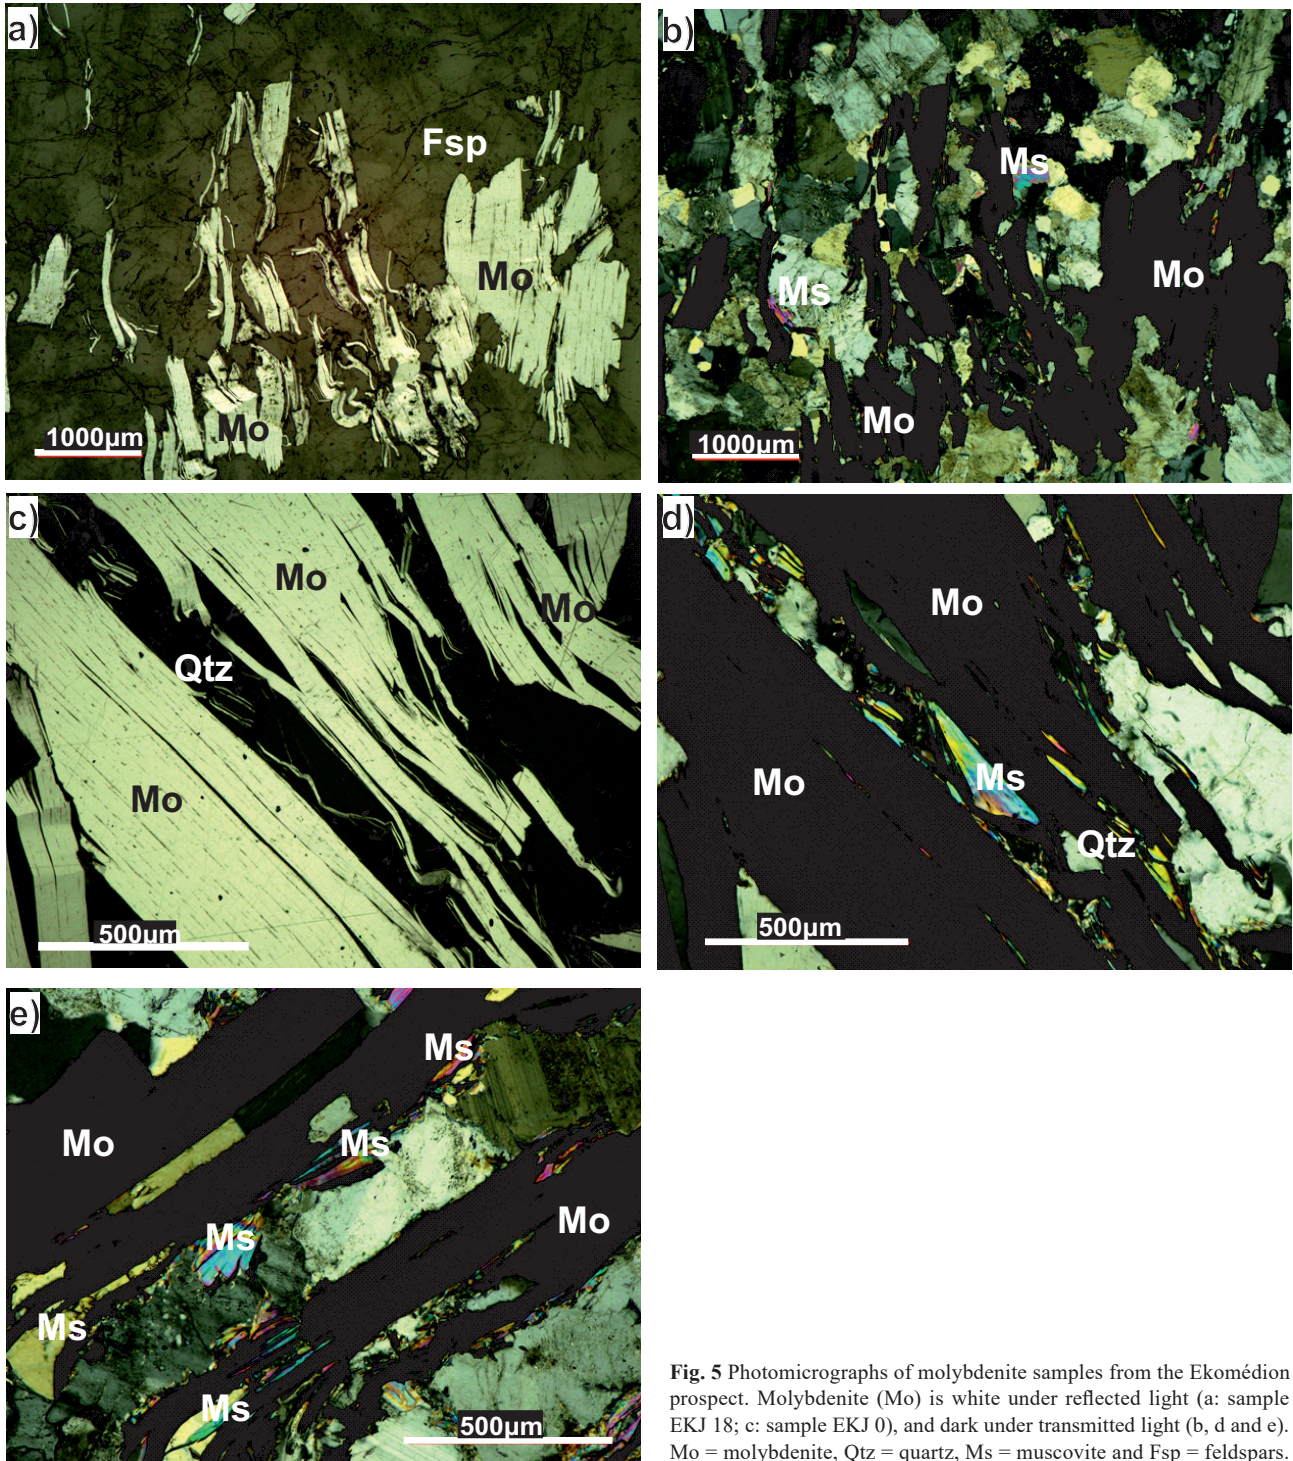 a)
Fsp
Mo
Mo
1000µm
b)
Ms
Ms
Mo
Mo
1000µm
c)
Mo
Mo
Qtz
Mo
500µm
d)
Mo
Mo
Ms
Qtz
500µm
e)
Ms
Mo
Ms
Mo
Ms
Ms
Ms
500µm
Fig. 5 Photomicrographs of molybdenite samples from the Ekomédion
prospect. Molybdenite (Mo) is white under reflected light (a: sample
EKJ 18; c: sample EKJ 0), and dark under transmitted light (b, d and e).
Mo = molybdenite, Qtz = quartz, Ms = muscovite and Fsp = feldspars.